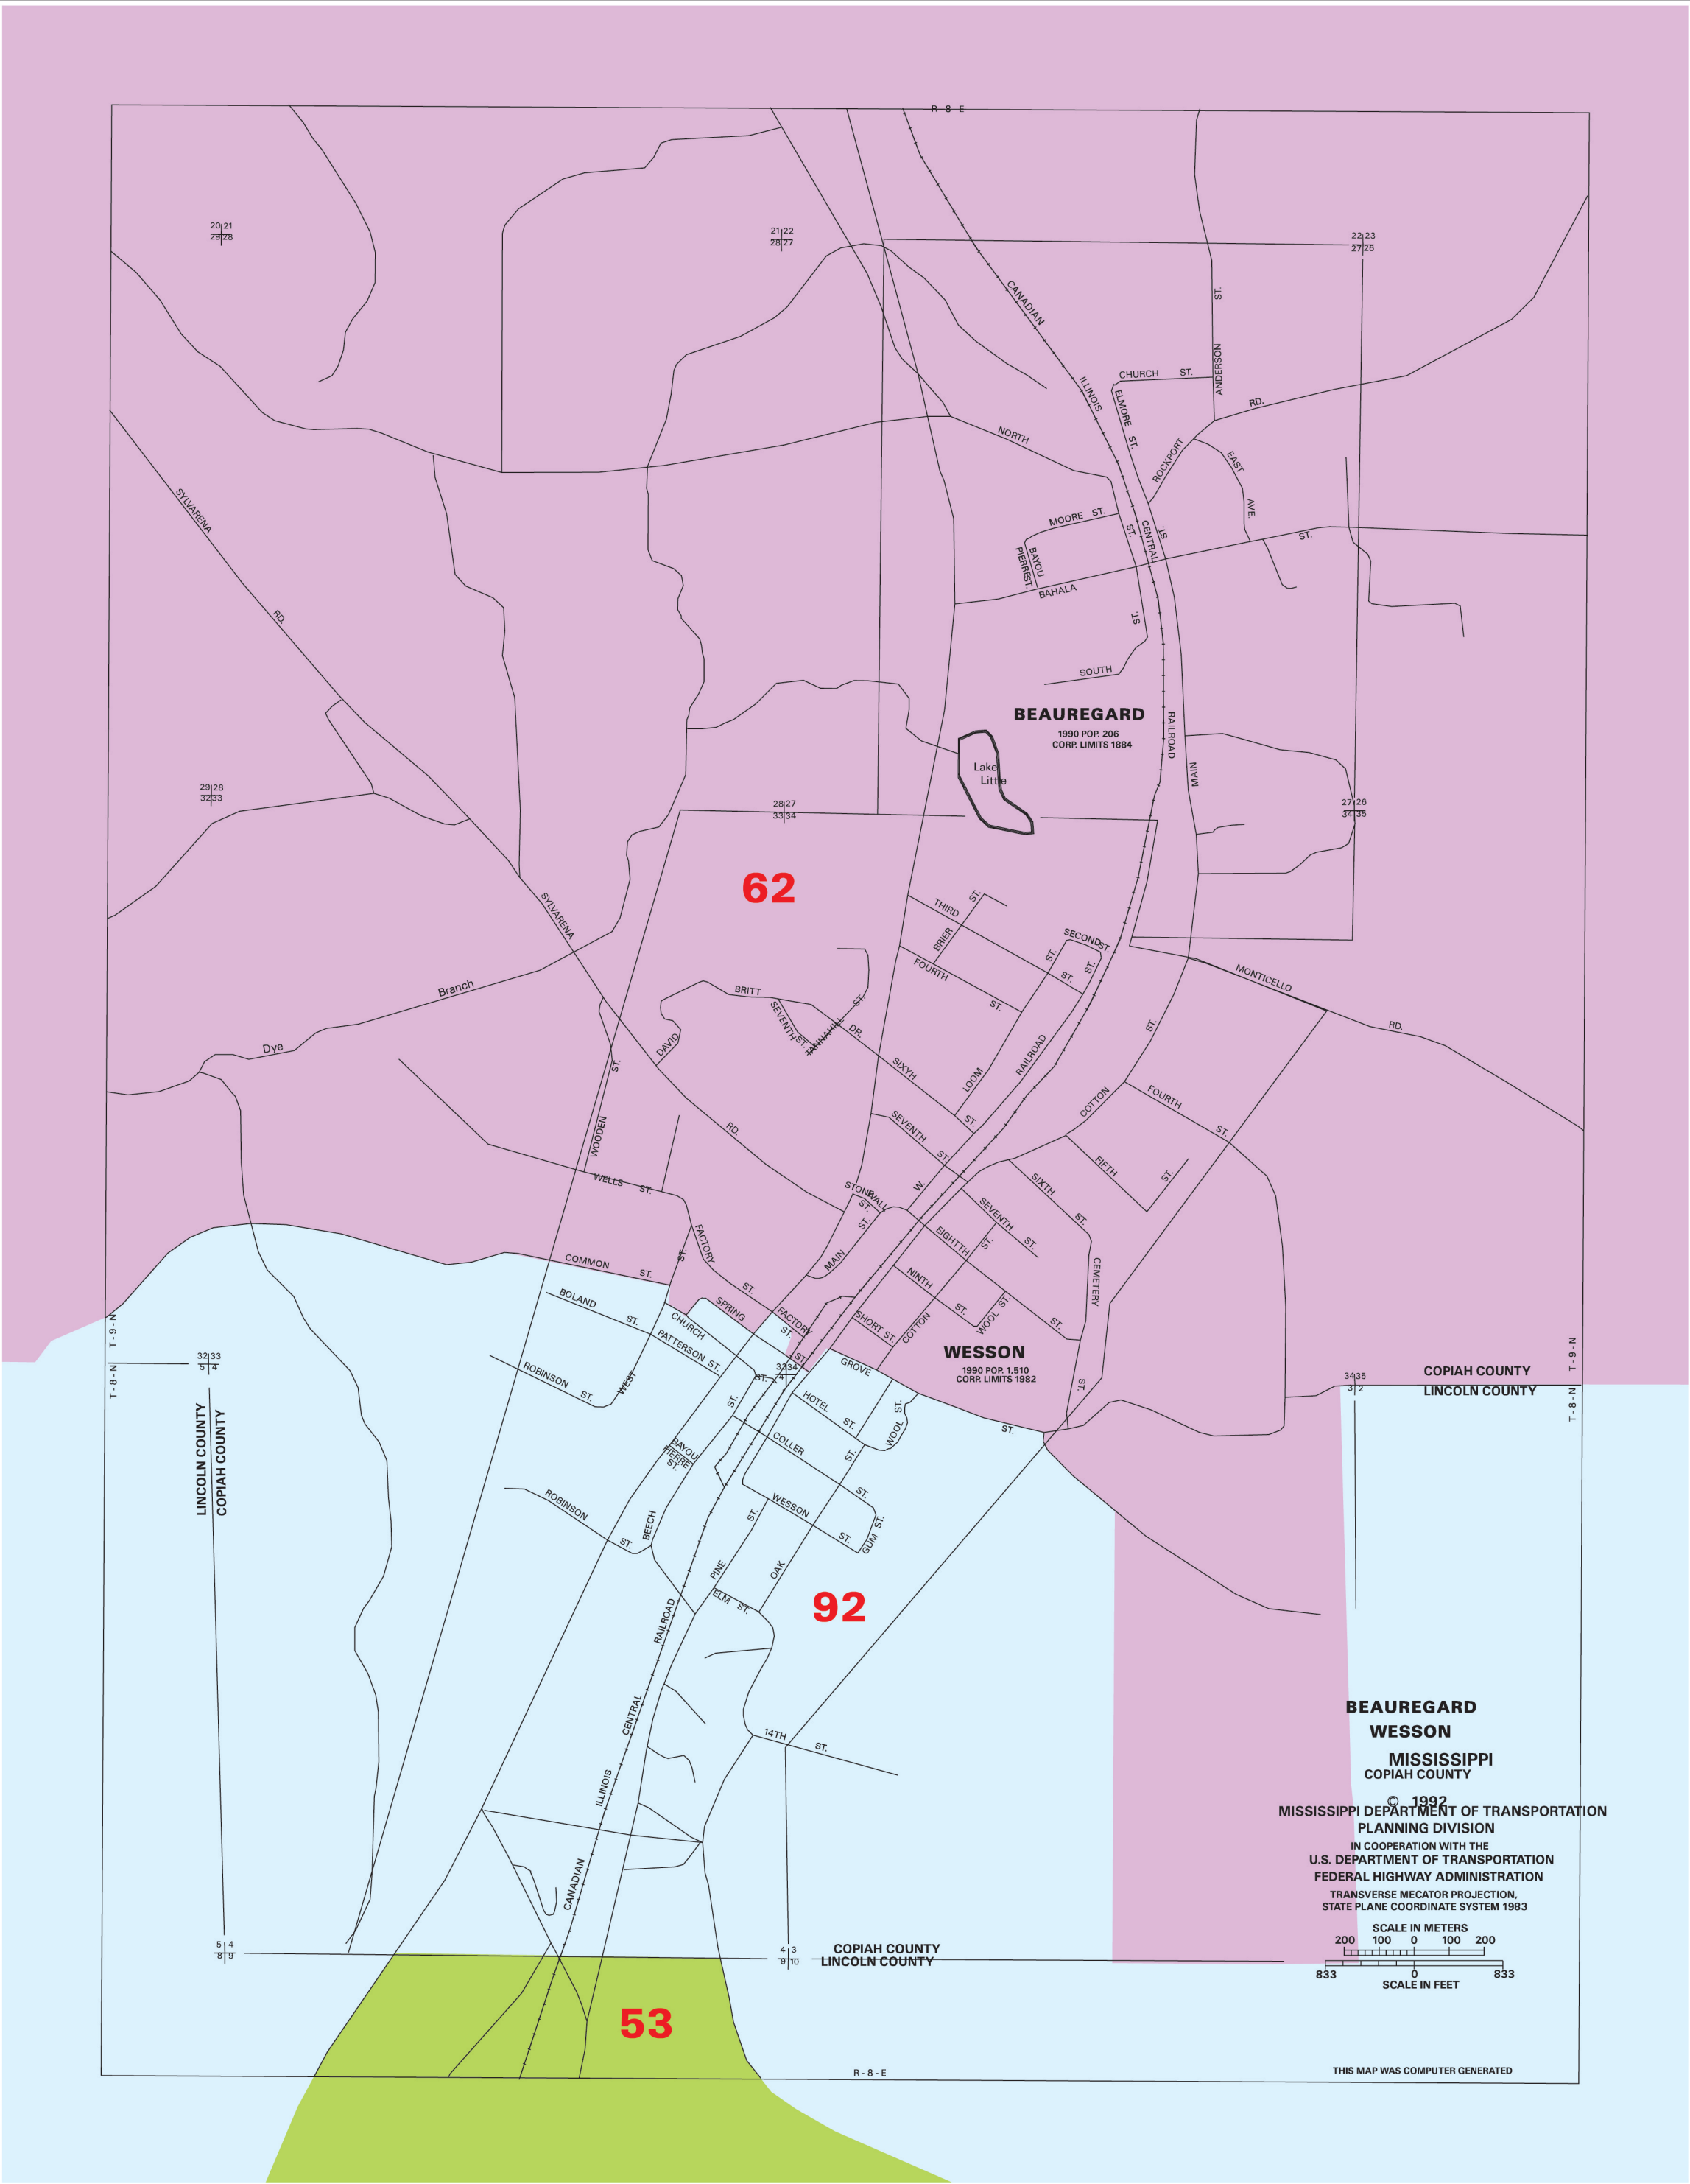 R - 8 - E
20 21
29 28
21 22
28 27
22 23
27 26
CANADIAN
ST.
ANDERSON
ILLINOIS
CHURCH ST.
ELMORE ST.
RD.
ROCKPORT
NORTH
EAST
AVE.
SYLVARENA
MOORE ST.
ST.
CENTRAL
ST.
ST.
BAYOU
PIERRE ST.
BAHALA
RD.
ST.
SOUTH
BEAUREGARD
1990 POP. 206
CORP. LIMITS 1884
RAILROAD
MAIN
Lake
Little
29 28
32 33
28 27
33 34
27 26
34 35
62
SYLVARENA
THIRD
ST.
BRIER
ST.
SECOND ST.
ST.
ST.
FOURTH
ST.
MONTICELLO
RD.
Branch
Dye
BRITT
DR.
SEVENTH
ST.
TANNAHILL
ST.
DAVID
ST.
SIXYH
ST.
LOOM
RAILROAD
ST.
COTTON
FOURTH
ST.
WOODEN
RD.
SEVENTH
ST.
FIFTH
ST.
WELLS ST.
STONEWALL
ST.
W.
SIXTH
ST.
FACTORY
ST.
MAIN
ST.
SEVENTH
ST.
EIGHTTH
ST.
ST.
COMMON
ST.
CEMETERY
ST.
NINTH
ST.
WOOL ST.
COTTON
BOLAND
ST.
SPRING
ST.
FACTORY
ST.
SHORT ST.
CHURCH
ST.
PATTERSON ST.
T - 9 - N
T - 8 - N
WESSON
1990 POP. 1,510
CORP. LIMITS 1982
GROVE
ST.
32 33
5 4
33 34
4
34 35
3 2
COPIAH COUNTY
LINCOLN COUNTY
T - 9 - N
T - 8 - N
ROBINSON
ST.
WEST
LINCOLN COUNTY
COPIAH COUNTY
ST.
HOTEL
ST.
WOOL
ST.
BAYOU
PIERRE
ST.
COLLER
ST.
ST.
ROBINSON
ST.
BEECH
WESSON
ST.
GUM ST.
ST.
PINE
OAK
ELM ST.
92
RAILROAD
CENTRAL
14TH
ST.
ILLINOIS
CANADIAN
BEAUREGARD
WESSON
MISSISSIPPI
COPIAH COUNTY
© 1992
MISSISSIPPI DEPARTMENT OF TRANSPORTATION
PLANNING DIVISION
IN COOPERATION WITH THE
U.S. DEPARTMENT OF TRANSPORTATION
FEDERAL HIGHWAY ADMINISTRATION
TRANSVERSE MECATOR PROJECTION,
STATE PLANE COORDINATE SYSTEM 1983
SCALE IN METERS
200 100 0 100 200
833 0 833
SCALE IN FEET
5 4
8 9
4 3
9 10
COPIAH COUNTY
LINCOLN COUNTY
53
R - 8 - E
THIS MAP WAS COMPUTER GENERATED